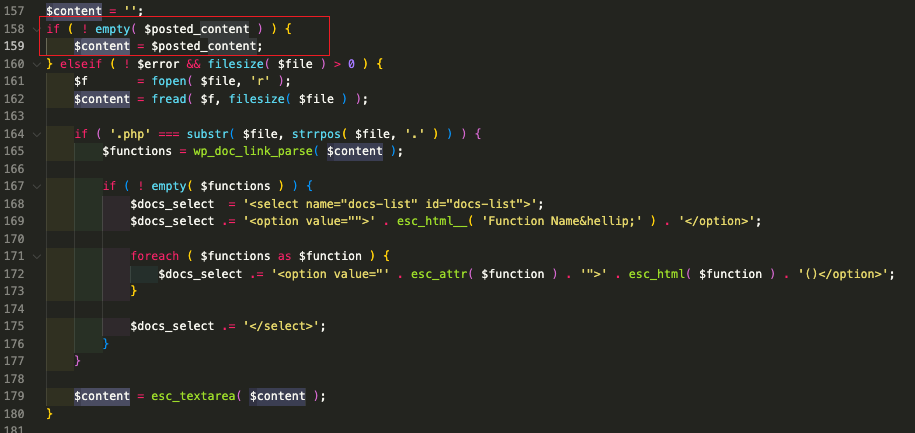 157 $content = '';
158 if ( ! empty( $posted_content ) ) {
159     $content = $posted_content;
160 } elseif ( ! $error && filesize( $file ) > 0 ) {
161     $f       = fopen( $file, 'r' );
162     $content = fread( $f, filesize( $file ) );
163
164     if ( '.php' === substr( $file, strrpos( $file, '.' ) ) ) {
165         $functions = wp_doc_link_parse( $content );
166
167         if ( ! empty( $functions ) ) {
168             $docs_select  = '<select name="docs-list" id="docs-list">';
169             $docs_select .= '<option value="">' . esc_html__( 'Function Name&hellip;' ) . '</option>';
170
171             foreach ( $functions as $function ) {
172                 $docs_select .= '<option value="' . esc_attr( $function ) . '">' . esc_html( $function ) . '()</option>';
173             }
174
175             $docs_select .= '</select>';
176         }
177     }
178
179     $content = esc_textarea( $content );
180 }
181